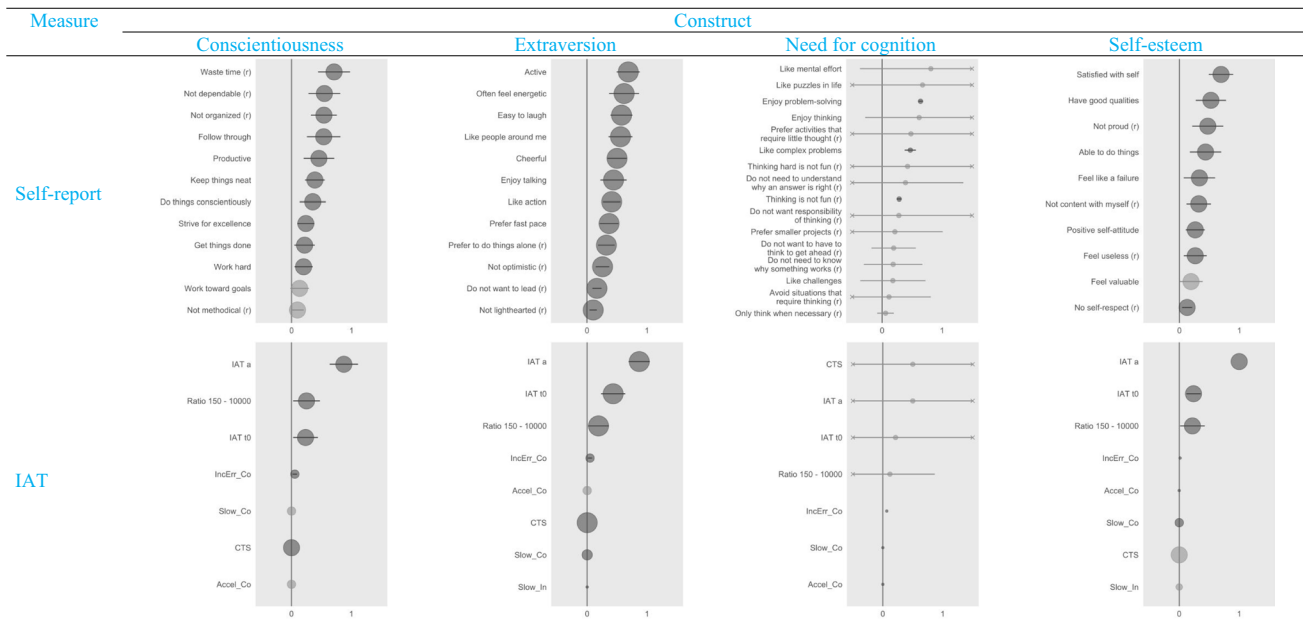 Measure Construct
Conscientiousness Extraversion Need for cognition Self-esteem
Self-report
Waste time (r)
Not dependable (r)
Not organized (r)
Follow through
Productive
Keep things neat
Do things conscientiously
Strive for excellence
Get things done
Work hard
Work toward goals
Not methodical (r)
0 1
Active
Often feel energetic
Easy to laugh
Like people around me
Cheerful
Enjoy talking
Like action
Prefer fast pace
Prefer to do things alone (r)
Not optimistic (r)
Do not want to lead (r)
Not lighthearted (r)
0 1
Like mental effort
Like puzzles in life
Enjoy problem-solving
Enjoy thinking
Prefer activities that
require little thought (r)
Like complex problems
Thinking hard is not fun (r)
Do not need to understand
why an answer is right (r)
Thinking is not fun (r)
Do not want responsibility
of thinking (r)
Prefer smaller projects (r)
Do not want to have to
think to get ahead (r)
Do not need to know
why something works (r)
Like challenges
Avoid situations that
require thinking (r)
Only think when necessary (r)
0 1
Satisfied with self
Have good qualities
Not proud (r)
Able to do things
Feel like a failure
Not content with myself (r)
Positive self-attitude
Feel useless (r)
Feel valuable
No self-respect (r)
0 1
IAT
IAT a
Ratio 150 - 10000
IAT t0
IncErr_Co
Slow_Co
CTS
Accel_Co
0 1
IAT a
IAT t0
Ratio 150 - 10000
IncErr_Co
Accel_Co
CTS
Slow_Co
Slow_In
0 1
CTS
IAT a
IAT t0
Ratio 150 - 10000
IncErr_Co
Slow_Co
Accel_Co
0 1
IAT a
IAT t0
Ratio 150 - 10000
IncErr_Co
Accel_Co
Slow_Co
CTS
Slow_In
0 1